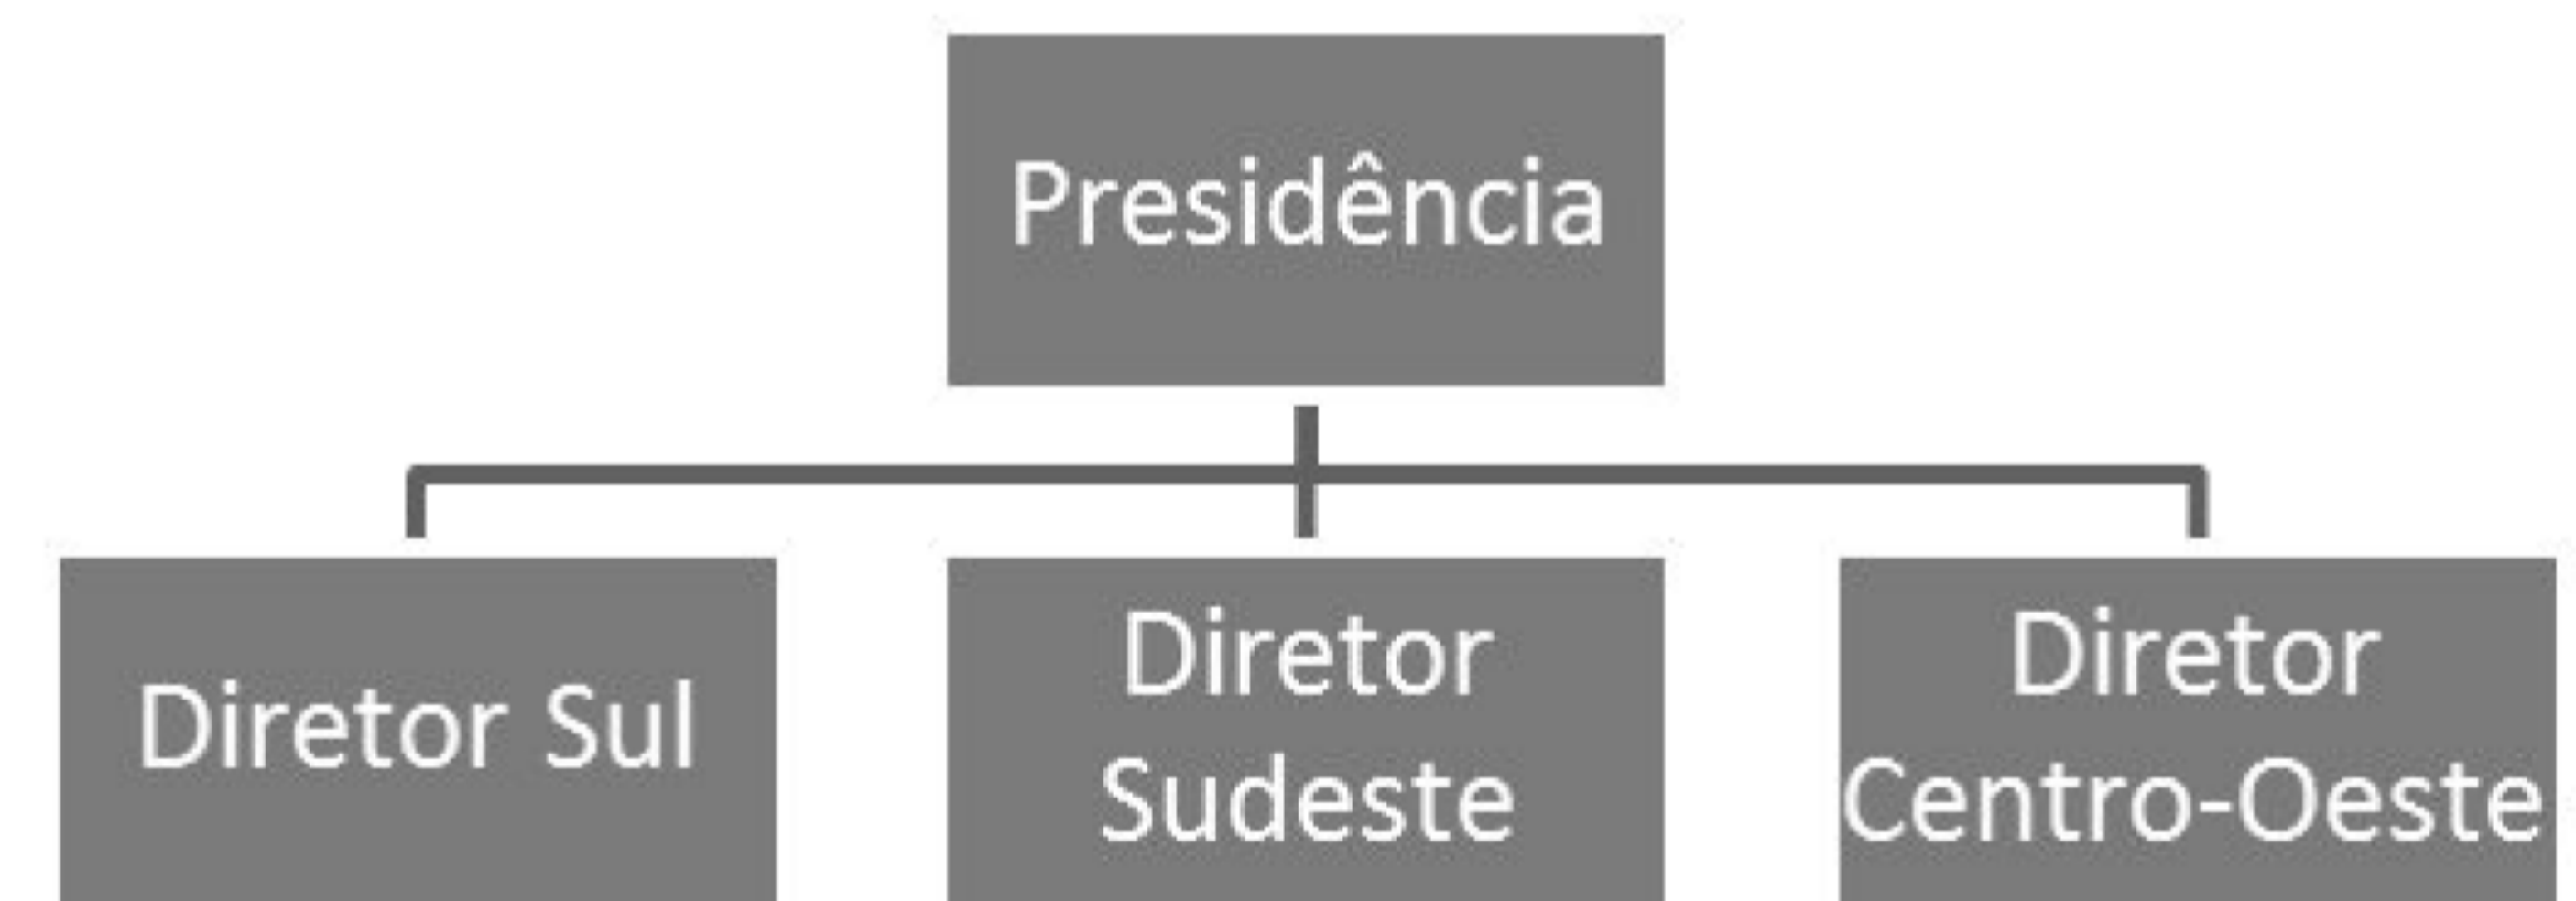 Presidência
Diretor Sul
Diretor
Sudeste
Diretor
Centro-Oeste